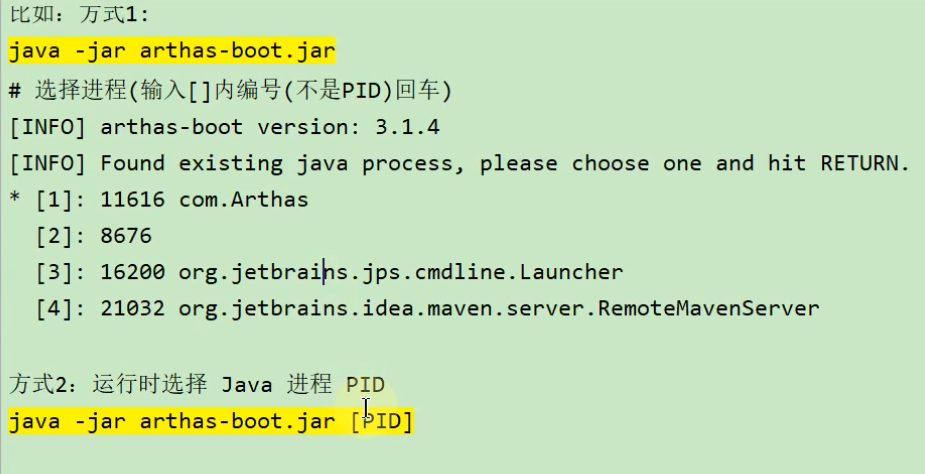 比如：方式1:
java -jar arthas-boot.jar
# 选择进程(输入[]内编号(不是PID)回车)
[INFO] arthas-boot version: 3.1.4
[INFO] Found existing java process, please choose one and hit RETURN.
* [1]: 11616 com.Arthas
  [2]: 8676
  [3]: 16200 org.jetbrains.jps.cmdline.Launcher
  [4]: 21032 org.jetbrains.idea.maven.server.RemoteMavenServer
方式2：运行时选择 Java 进程 PID
java -jar arthas-boot.jar [PID]